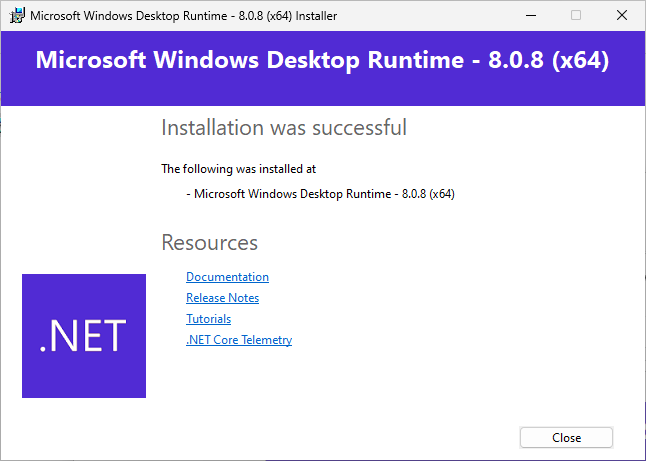 Microsoft Windows Desktop Runtime - 8.0.8 (x64) Installer
Microsoft Windows Desktop Runtime - 8.0.8 (x64)
Installation was successful
The following was installed at
- Microsoft Windows Desktop Runtime - 8.0.8 (x64)
Resources
Documentation
Release Notes
Tutorials
.NET Core Telemetry
.NET
Close